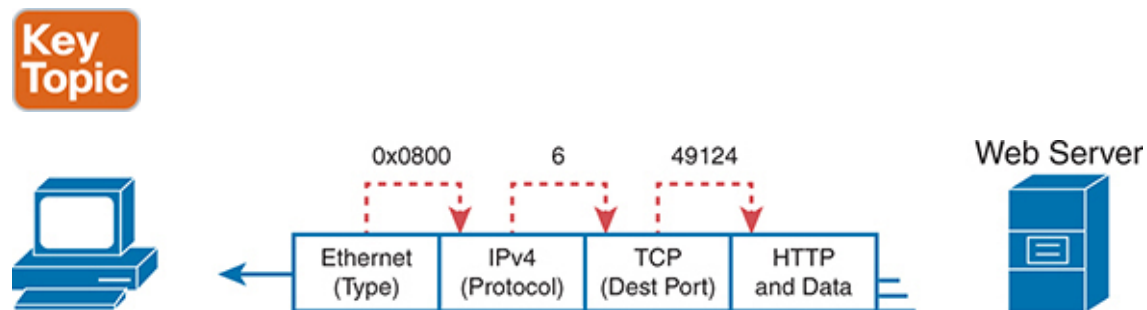 Key
Topic
0x0800 6 49124
Web Server
Ethernet
(Type)
IPv4
(Protocol)
TCP
(Dest Port)
HTTP
and Data